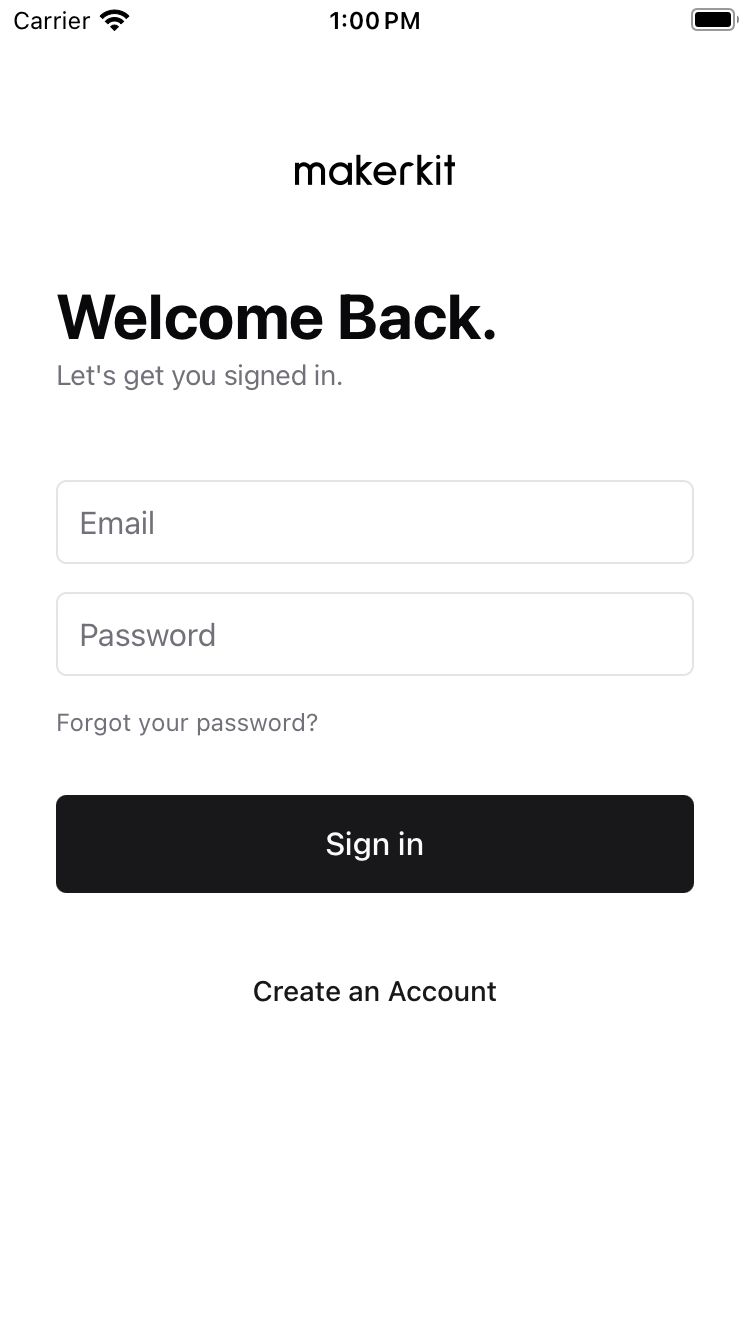 Carrier 1:00 PM
makerkit
Welcome Back.
Let's get you signed in.
Email
Password
Forgot your password?
Sign in
Create an Account